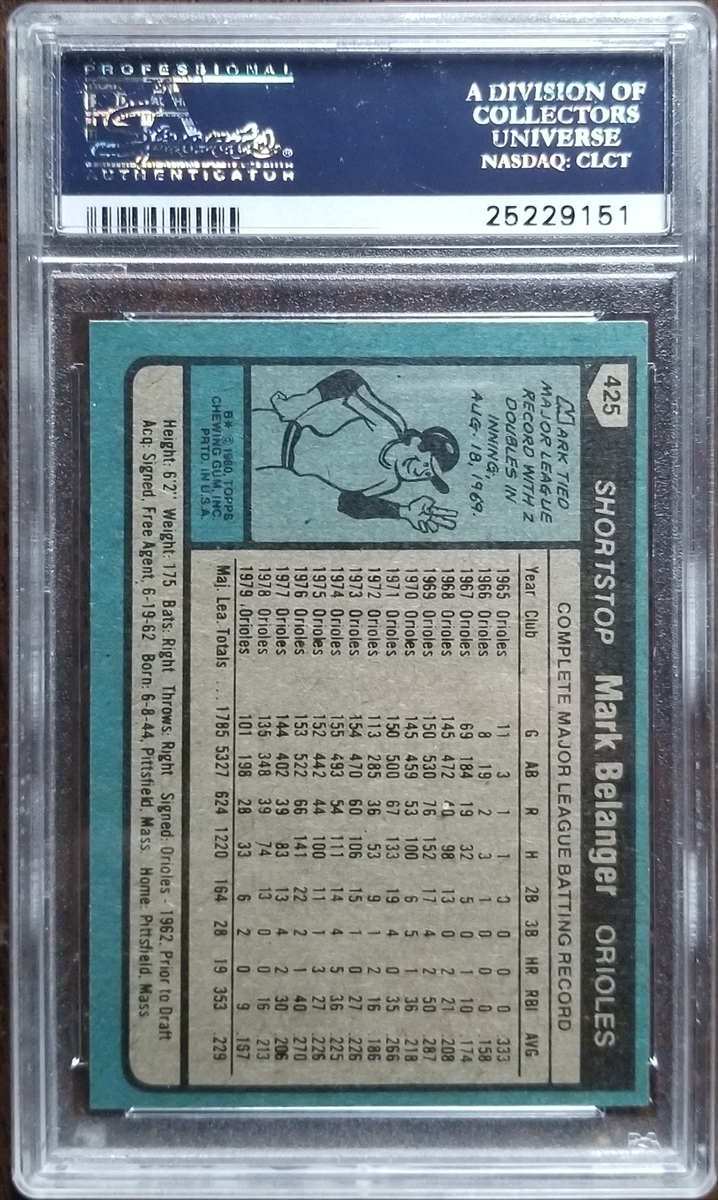 PROFESSIONAL
AUTHENTICATOR
A DIVISION OF
COLLECTORS
UNIVERSE
NASDAQ: CLCT
25229151
425
SHORTSTOP Mark Belanger ORIOLES
MARK TIED
MAJOR LEAGUE
RECORD WITH 2
DOUBLES IN
INNING,
AUG. 18, 1969.
B* © 1980 TOPPS
CHEWING GUM, INC.
PRTD. IN U.S.A.
COMPLETE MAJOR LEAGUE BATTING RECORD
Year Club G AB R H 2B 3B HR RBI AVG
1965 Orioles 11 3 1 1 0 0 0 0 .333
1966 Orioles 8 19 2 3 1 0 0 0 .158
1967 Orioles 69 184 19 32 5 0 1 10 .174
1968 Orioles 145 472 40 98 13 0 2 21 .208
1969 Orioles 150 530 76 152 17 4 2 50 .287
1970 Orioles 145 459 53 100 6 5 1 36 .218
1971 Orioles 150 500 67 133 19 4 0 35 .266
1972 Orioles 113 285 36 53 9 1 2 16 .186
1973 Orioles 154 470 60 106 15 1 0 27 .226
1974 Orioles 155 493 54 111 14 4 5 36 .225
1975 Orioles 152 442 44 100 11 1 3 27 .226
1976 Orioles 153 522 66 141 22 2 1 40 .270
1977 Orioles 144 402 39 83 13 4 2 30 .206
1978 Orioles 135 348 39 74 13 0 0 16 .213
1979 Orioles 101 198 28 33 6 2 0 9 .167
Maj. Lea. Totals .... 1785 5327 624 1220 164 28 19 353 .229
Height: 6'2" Weight: 175 Bats: Right Throws: Right Signed: Orioles - 1962, Prior to Draft
Acq: Signed, Free Agent, 6-19-62 Born: 6-8-44, Pittsfield, Mass. Home: Pittsfield, Mass.